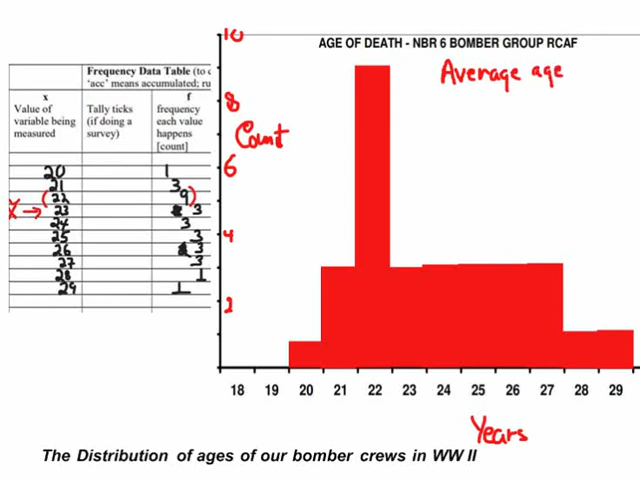 10
AGE OF DEATH - NBR 6 BOMBER GROUP RCAF
Average age
Frequency Data Table (to c
'acc' means accumulated; ru
x f
Value of Tally ticks frequency
variable being (if doing a each value
measured survey) happens
[count]
8
Count
6
4
2
20 1
21 3
(22 9)
X → 23 3
24 3
25 3
26 3
27 3
28 1
29 1
18 19 20 21 22 23 24 25 26 27 28 29
Years
The Distribution of ages of our bomber crews in WW II